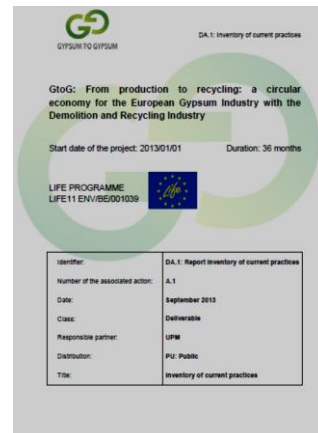 GG
GYPSUM TO GYPSUM
DA.1: Inventory of current practices
GtoG: From production to recycling: a circular
economy for the European Gypsum Industry with the
Demolition and Recycling Industry
Start date of the project: 2013/01/01 Duration: 36 months
LIFE PROGRAMME
LIFE11 ENV/BE/001039
Life
Identifier: DA.1: Report Inventory of current practices
Number of the associated action: A.1
Date: September 2013
Class: Deliverable
Responsible partner: UPM
Distribution: PU: Public
Title: Inventory of current practices